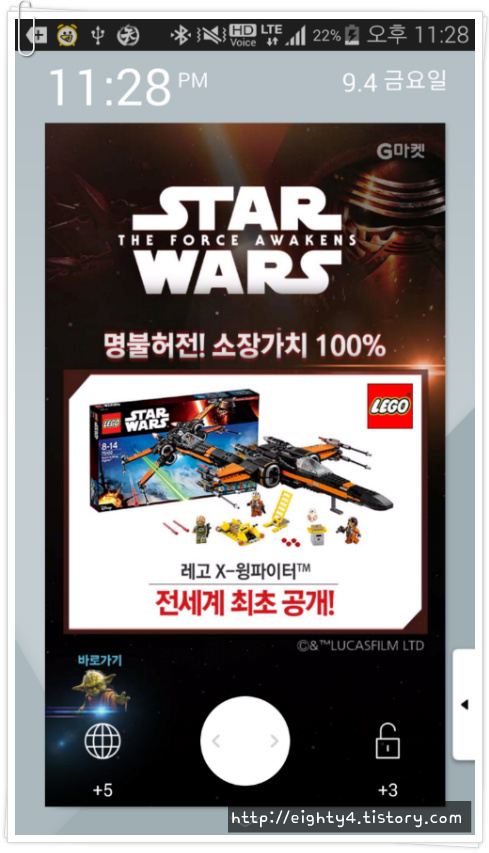 HD Voice LTE 22% 오후 11:28
11:28 PM
9.4 금요일
G마켓
STAR
THE FORCE AWAKENS
WARS
명불허전! 소장가치 100%
LEGO STAR WARS
8-14
LEGO
레고 X-윙파이터™
전세계 최초 공개!
©&™LUCASFILM LTD
바로가기
+5
+3
http://eighty4.tistory.com